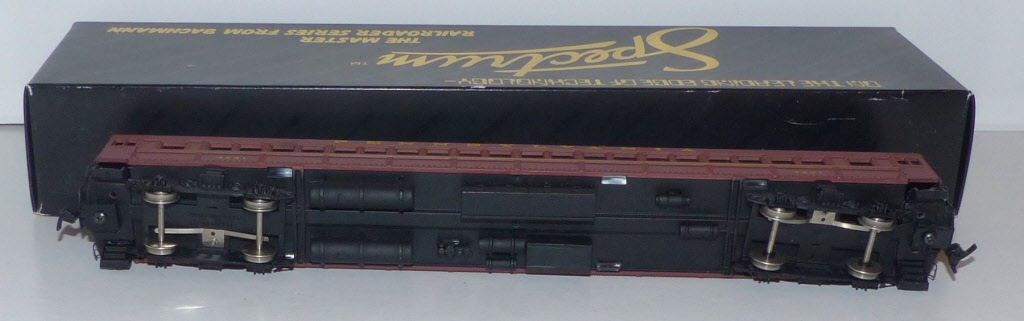 ON THE LEADING EDGE OF TECHNOLOGY
Spectrum ™
THE MASTER
RAILROADER SERIES FROM BACHMANN